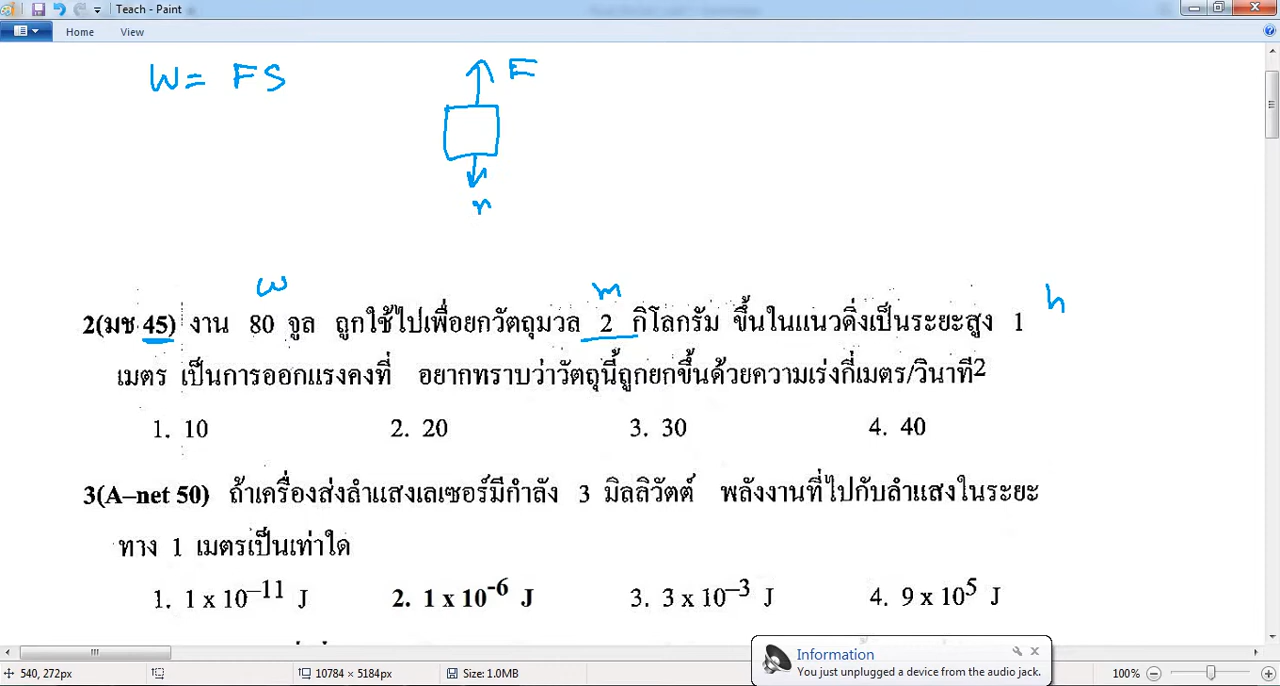 Teach - Paint
Home View
W = FS
F
n
w m h
2(มช 45) งาน 80 จูล ถูกใช้ไปเพื่อยกวัตถุมวล 2 กิโลกรัม ขึ้นในแนวดิ่งเป็นระยะสูง 1
เมตร เป็นการออกแรงคงที่ อยากทราบว่าวัตถุนี้ถูกยกขึ้นด้วยความเร่งกี่เมตร/วินาที2
1. 10 2. 20 3. 30 4. 40
3(A–net 50) ถ้าเครื่องส่งลำแสงเลเซอร์มีกำลัง 3 มิลลิวัตต์ พลังงานที่ไปกับลำแสงในระยะ
ทาง 1 เมตรเป็นเท่าใด
1. 1 x 10–11 J 2. 1 x 10-6 J 3. 3 x 10–3 J 4. 9 x 105 J
Information
You just unplugged a device from the audio jack.
540, 272px 10784 × 5184px Size: 1.0MB 100%